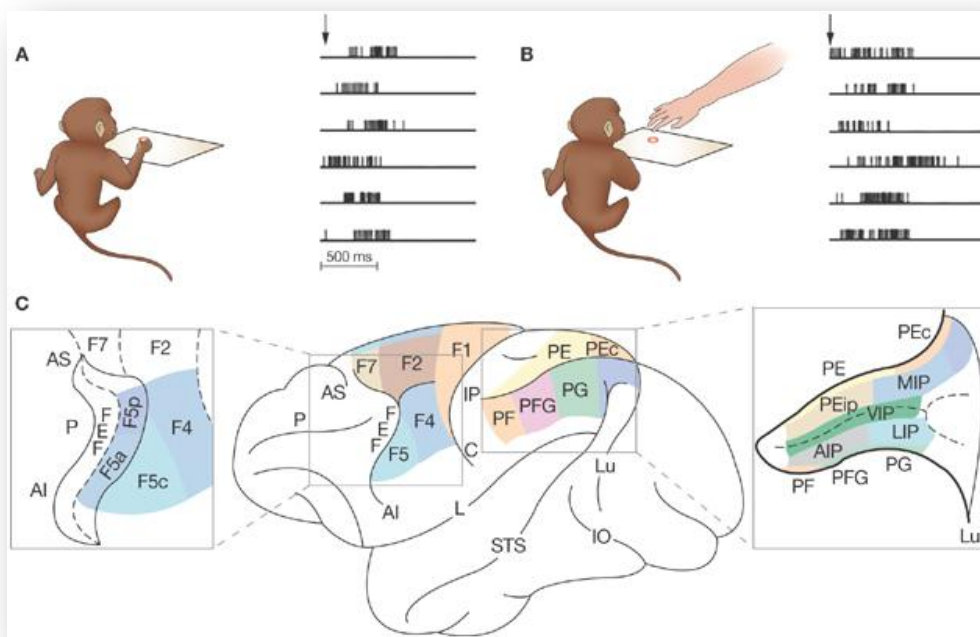 A
B
500 ms
C
F7
F2
AS
P
F
E
F
F5p
F5a
F4
AI
F5c
F7
F2
F1
AS
P
F
E
F
F4
F5
AI
L
IP
C
PE
PEc
PF
PFG
PG
Lu
STS
IO
PEc
PE
MIP
PEip
VIP
LIP
AIP
PF
PFG
PG
Lu